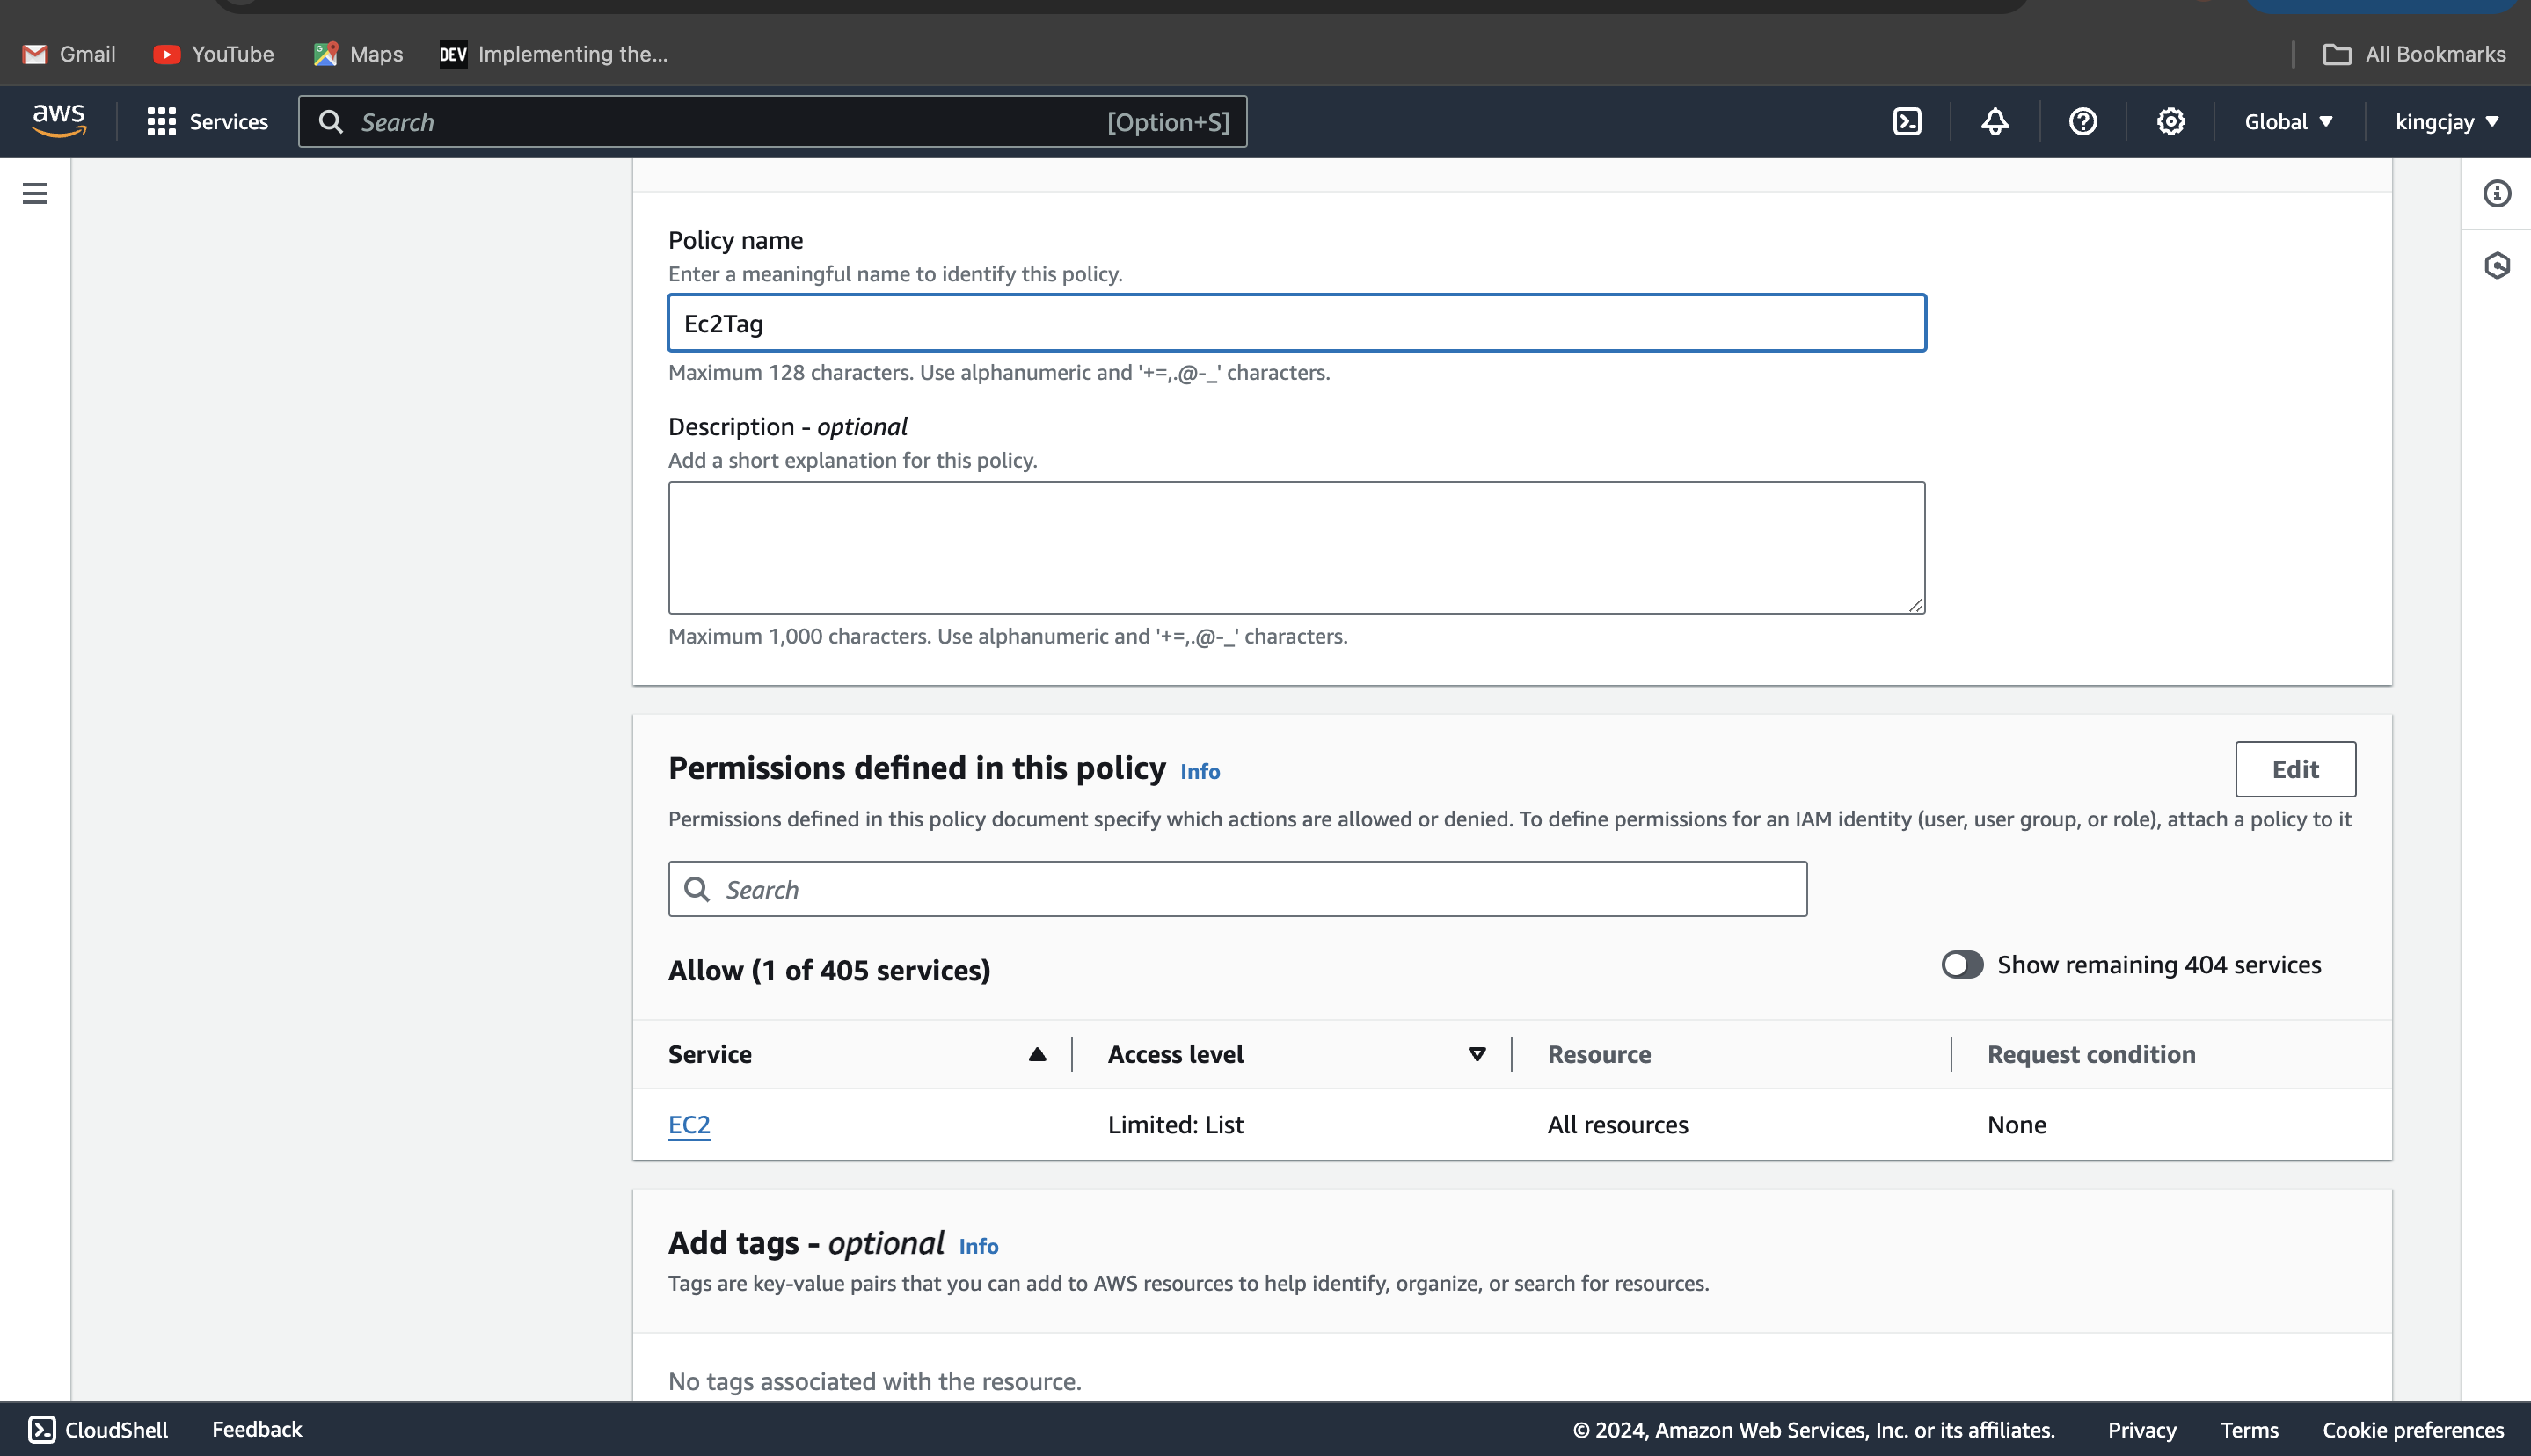 Gmail YouTube Maps DEV Implementing the... All Bookmarks
aws Services Search [Option+S] Global kingcjay
Policy name
Enter a meaningful name to identify this policy.
Ec2Tag
Maximum 128 characters. Use alphanumeric and '+=,.@-_' characters.
Description - optional
Add a short explanation for this policy.
Maximum 1,000 characters. Use alphanumeric and '+=,.@-_' characters.
Permissions defined in this policy Info Edit
Permissions defined in this policy document specify which actions are allowed or denied. To define permissions for an IAM identity (user, user group, or role), attach a policy to it
Search
Allow (1 of 405 services) Show remaining 404 services
Service Access level Resource Request condition
EC2 Limited: List All resources None
Add tags - optional Info
Tags are key-value pairs that you can add to AWS resources to help identify, organize, or search for resources.
No tags associated with the resource.
CloudShell Feedback © 2024, Amazon Web Services, Inc. or its affiliates. Privacy Terms Cookie preferences